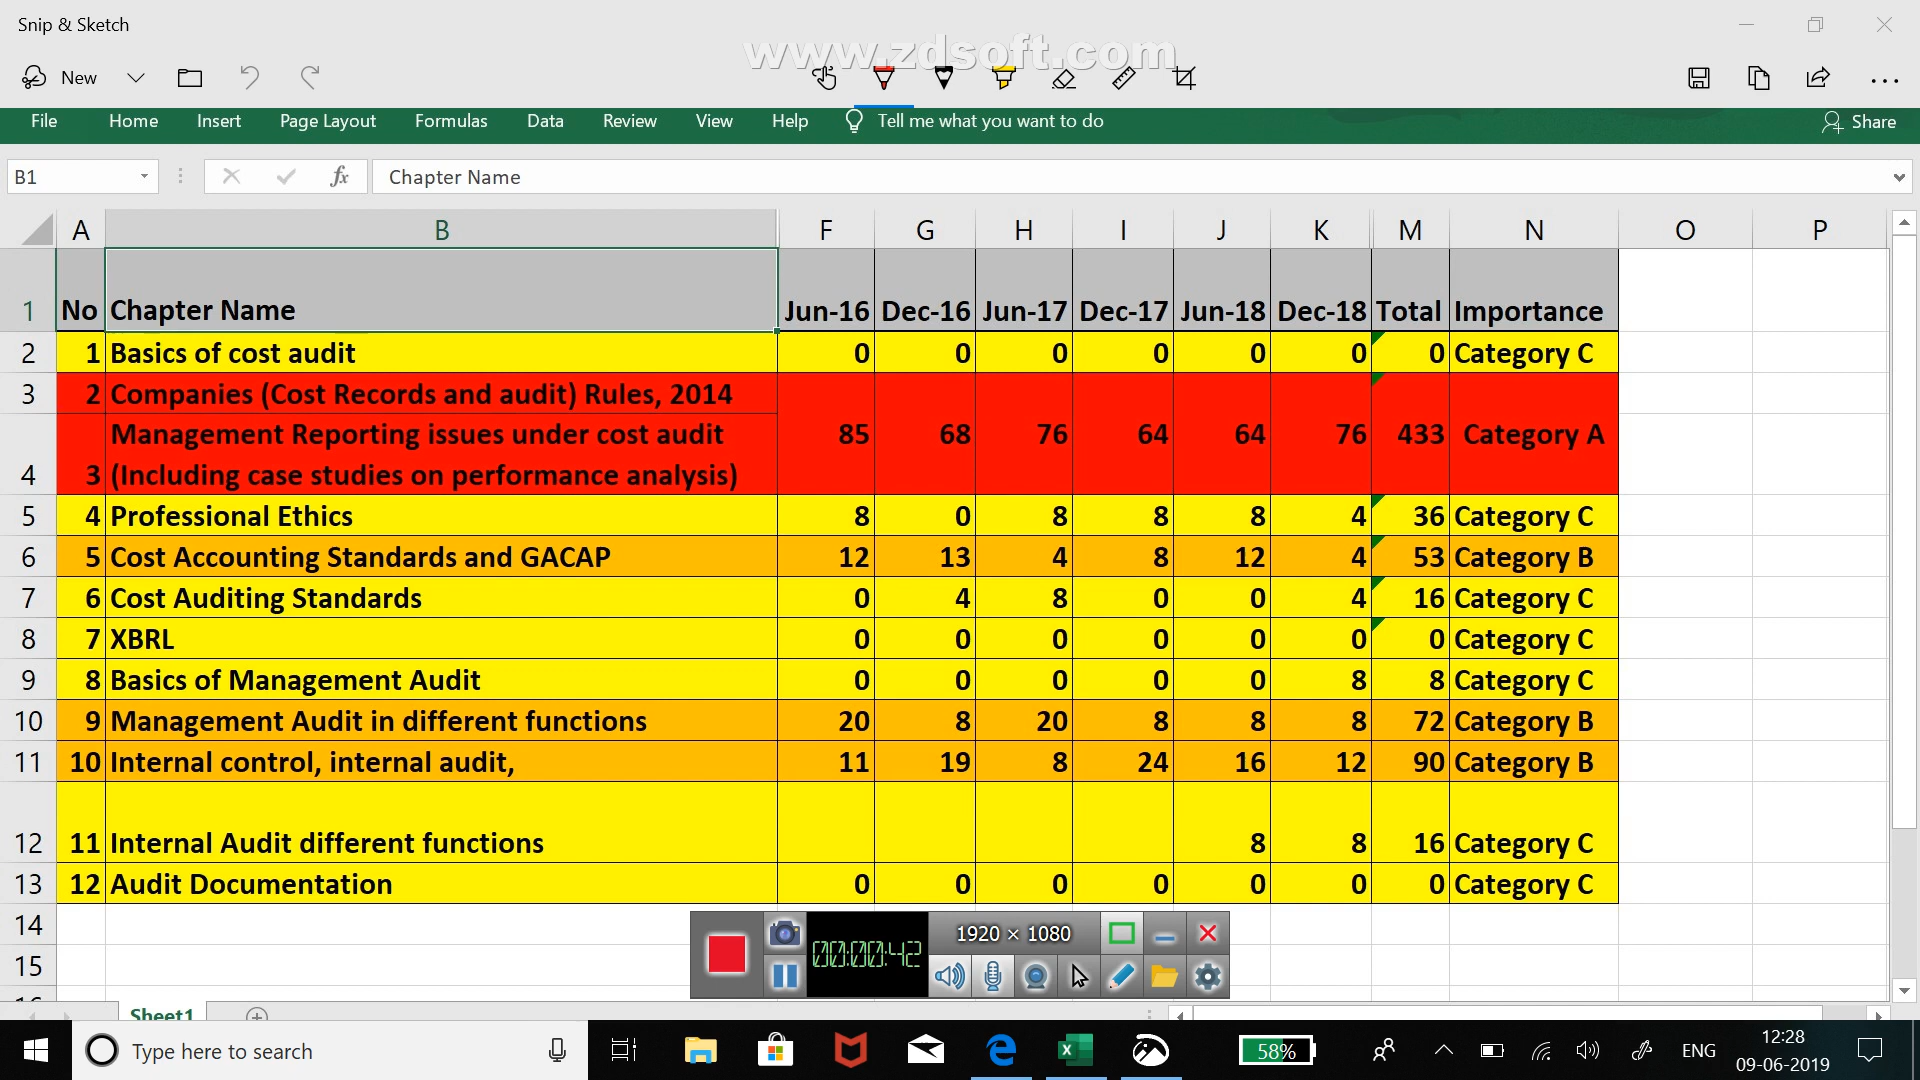 Snip & Sketch
www.zdsoft.com
New
File Home Insert Page Layout Formulas Data Review View Help Tell me what you want to do Share
B1 fx Chapter Name
A B F G H I J K M N O P
1 No Chapter Name Jun-16 Dec-16 Jun-17 Dec-17 Jun-18 Dec-18 Total Importance
2 1 Basics of cost audit 0 0 0 0 0 0 0 Category C
3 2 Companies (Cost Records and audit) Rules, 2014
Management Reporting issues under cost audit 85 68 76 64 64 76 433 Category A
4 3 (Including case studies on performance analysis)
5 4 Professional Ethics 8 0 8 8 8 4 36 Category C
6 5 Cost Accounting Standards and GACAP 12 13 4 8 12 4 53 Category B
7 6 Cost Auditing Standards 0 4 8 0 0 4 16 Category C
8 7 XBRL 0 0 0 0 0 0 0 Category C
9 8 Basics of Management Audit 0 0 0 0 0 8 8 Category C
10 9 Management Audit in different functions 20 8 20 8 8 8 72 Category B
11 10 Internal control, internal audit, 11 19 8 24 16 12 90 Category B
12 11 Internal Audit different functions 8 8 16 Category C
13 12 Audit Documentation 0 0 0 0 0 0 0 Category C
14
1920 × 1080
00:00:42
15
Sheet1
Type here to search
58%
ENG
12:28
09-06-2019